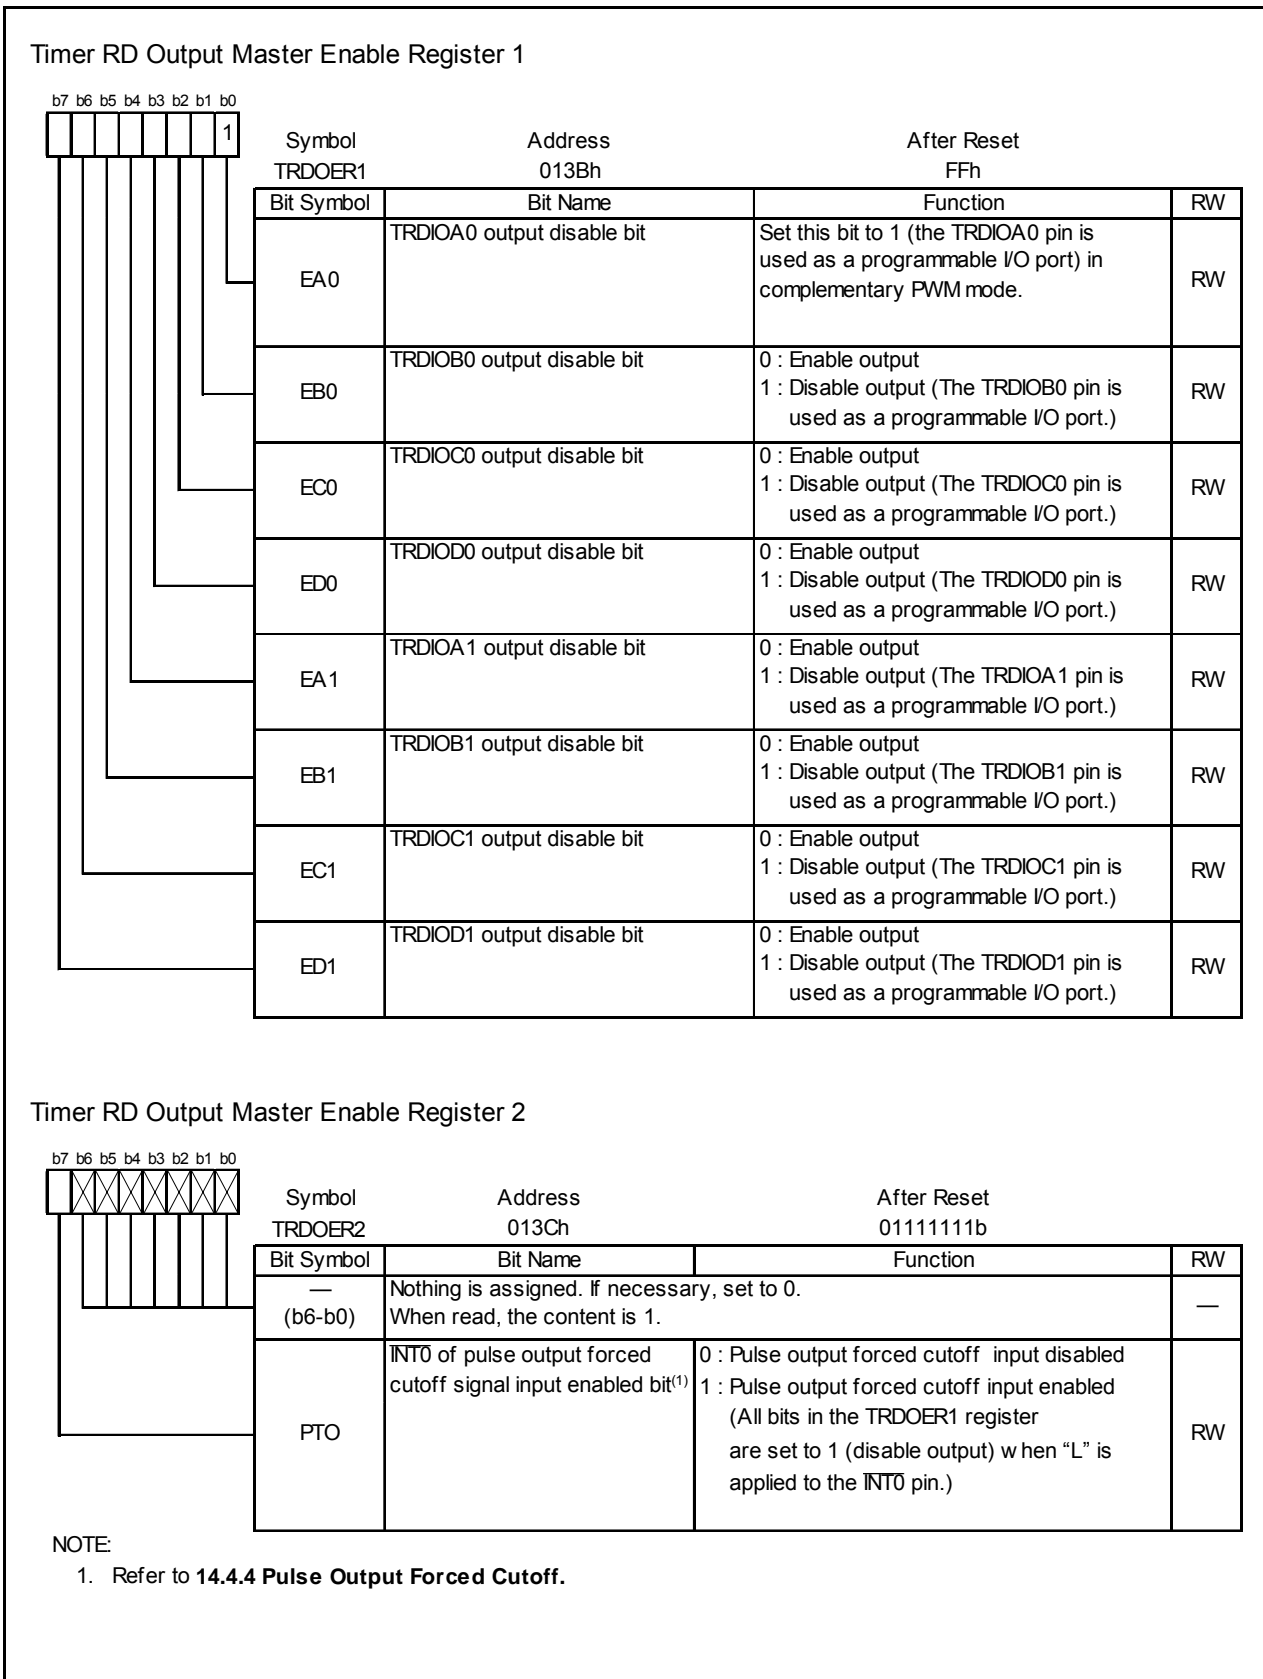 Timer RD Output Master Enable Register 1
b7 b6 b5 b4 b3 b2 b1 b0
1
Symbol Address After Reset
TRDOER1 013Bh FFh
Bit Symbol Bit Name Function RW
EA0 TRDIOA0 output disable bit Set this bit to 1 (the TRDIOA0 pin is
used as a programmable I/O port) in
complementary PWM mode. RW
EB0 TRDIOB0 output disable bit 0 : Enable output
1 : Disable output (The TRDIOB0 pin is
used as a programmable I/O port.) RW
EC0 TRDIOC0 output disable bit 0 : Enable output
1 : Disable output (The TRDIOC0 pin is
used as a programmable I/O port.) RW
ED0 TRDIOD0 output disable bit 0 : Enable output
1 : Disable output (The TRDIOD0 pin is
used as a programmable I/O port.) RW
EA1 TRDIOA1 output disable bit 0 : Enable output
1 : Disable output (The TRDIOA1 pin is
used as a programmable I/O port.) RW
EB1 TRDIOB1 output disable bit 0 : Enable output
1 : Disable output (The TRDIOB1 pin is
used as a programmable I/O port.) RW
EC1 TRDIOC1 output disable bit 0 : Enable output
1 : Disable output (The TRDIOC1 pin is
used as a programmable I/O port.) RW
ED1 TRDIOD1 output disable bit 0 : Enable output
1 : Disable output (The TRDIOD1 pin is
used as a programmable I/O port.) RW
Timer RD Output Master Enable Register 2
b7 b6 b5 b4 b3 b2 b1 b0
Symbol Address After Reset
TRDOER2 013Ch 01111111b
Bit Symbol Bit Name Function RW
— Nothing is assigned. If necessary, set to 0.
(b6-b0) When read, the content is 1. —
PTO INT0 of pulse output forced
cutoff signal input enabled bit(1)
0 : Pulse output forced cutoff input disabled
1 : Pulse output forced cutoff input enabled
(All bits in the TRDOER1 register
are set to 1 (disable output) when “L” is
applied to the INT0 pin.) RW
NOTE:
1. Refer to 14.4.4 Pulse Output Forced Cutoff.